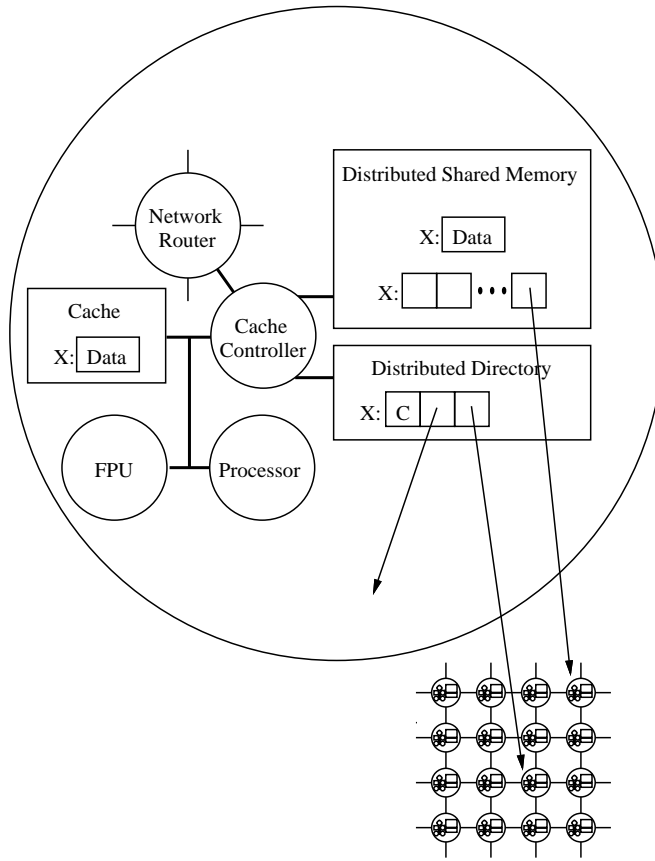 Distributed Shared Memory
X: Data
X:
Network
Router
Cache
X: Data
Cache
Controller
Distributed Directory
X: C
FPU
Processor